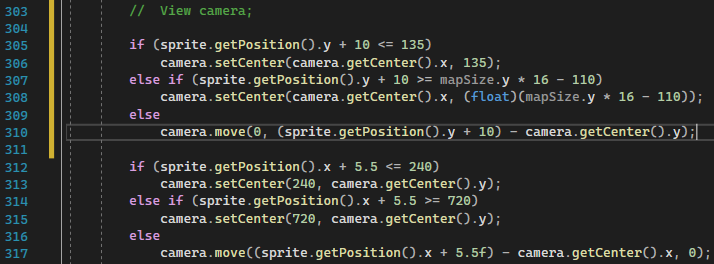 303 // View camera;
304
305 if (sprite.getPosition().y + 10 <= 135)
306 camera.setCenter(camera.getCenter().x, 135);
307 else if (sprite.getPosition().y + 10 >= mapSize.y * 16 - 110)
308 camera.setCenter(camera.getCenter().x, (float)(mapSize.y * 16 - 110));
309 else
310 camera.move(0, (sprite.getPosition().y + 10) - camera.getCenter().y);
311
312 if (sprite.getPosition().x + 5.5 <= 240)
313 camera.setCenter(240, camera.getCenter().y);
314 else if (sprite.getPosition().x + 5.5 >= 720)
315 camera.setCenter(720, camera.getCenter().y);
316 else
317 camera.move((sprite.getPosition().x + 5.5f) - camera.getCenter().x, 0);